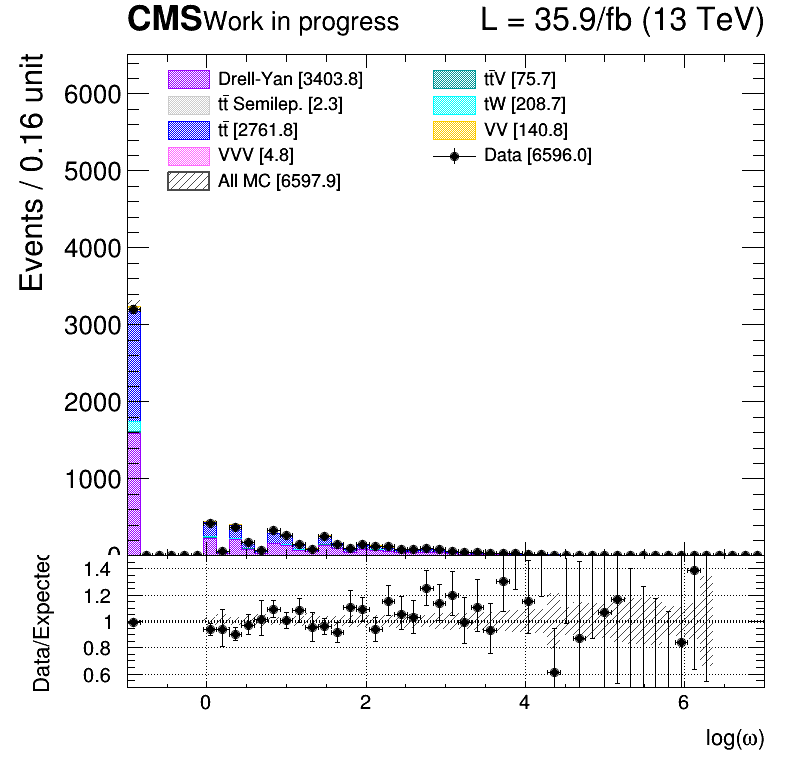 CMS Work in progress L = 35.9/fb (13 TeV)
Events / 0.16 unit
Drell-Yan [3403.8]
tt̄ Semilep. [2.3]
tt̄ [2761.8]
VVV [4.8]
All MC [6597.9]
tt̄V [75.7]
tW [208.7]
VV [140.8]
Data [6596.0]
6000
5000
4000
3000
2000
1000
0
Data/Expected
1.4
1.2
1
0.8
0.6
0 2 4 6
log(ω)